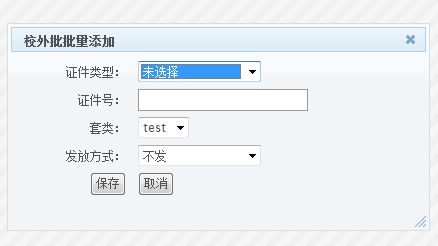 校外批批量添加
证件类型： 未选择
证件号：
套类： test
发放方式： 不发
保存 取消